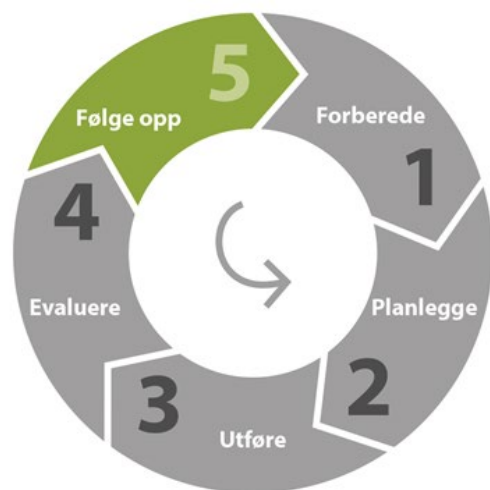 Forberede
1
Planlegge
2
Utføre
3
Evaluere
4
Følge opp
5